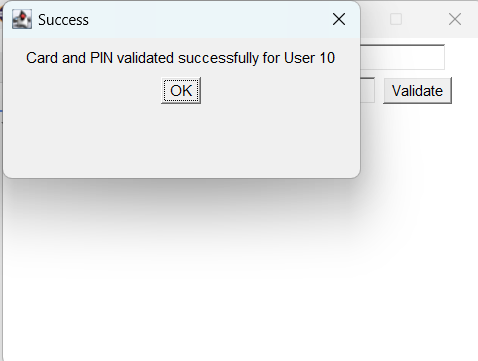 Success
Card and PIN validated successfully for User 10
OK
Validate